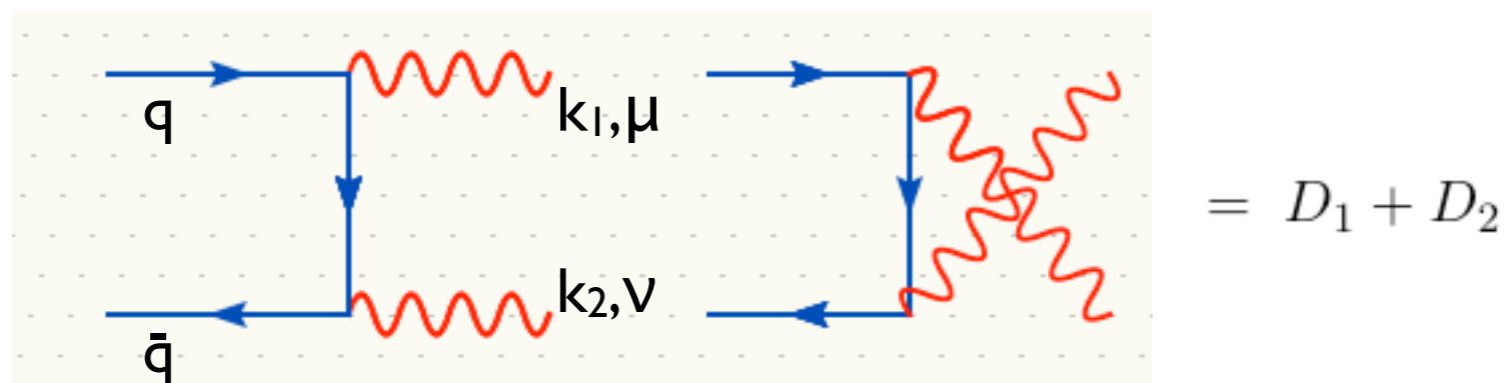 q
k₁,μ
= D₁ + D₂
k₂,ν
q̄